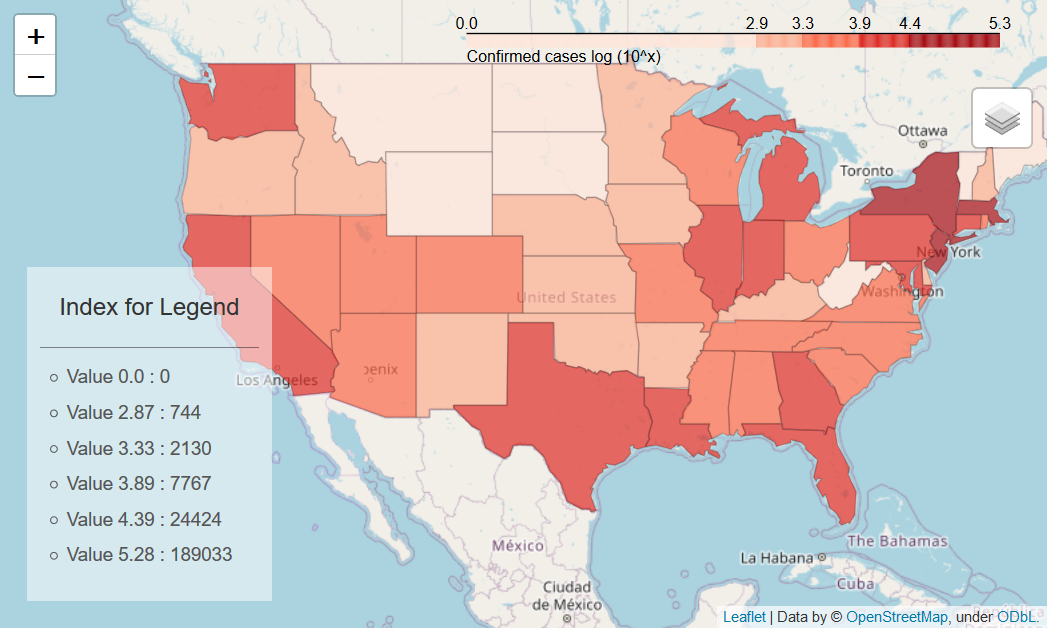 +
−
0.0 2.9 3.3 3.9 4.4 5.3
Confirmed cases log (10^x)
Ottawa
Toronto
New York
Washington
United States
Los Angeles
Index for Legend
Value 0.0 : 0
Value 2.87 : 744
Value 3.33 : 2130
Value 3.89 : 7767
Value 4.39 : 24424
Value 5.28 : 189033
México
Ciudad
de México
La Habana
The Bahamas
Cuba
Leaflet | Data by © OpenStreetMap, under ODbL.